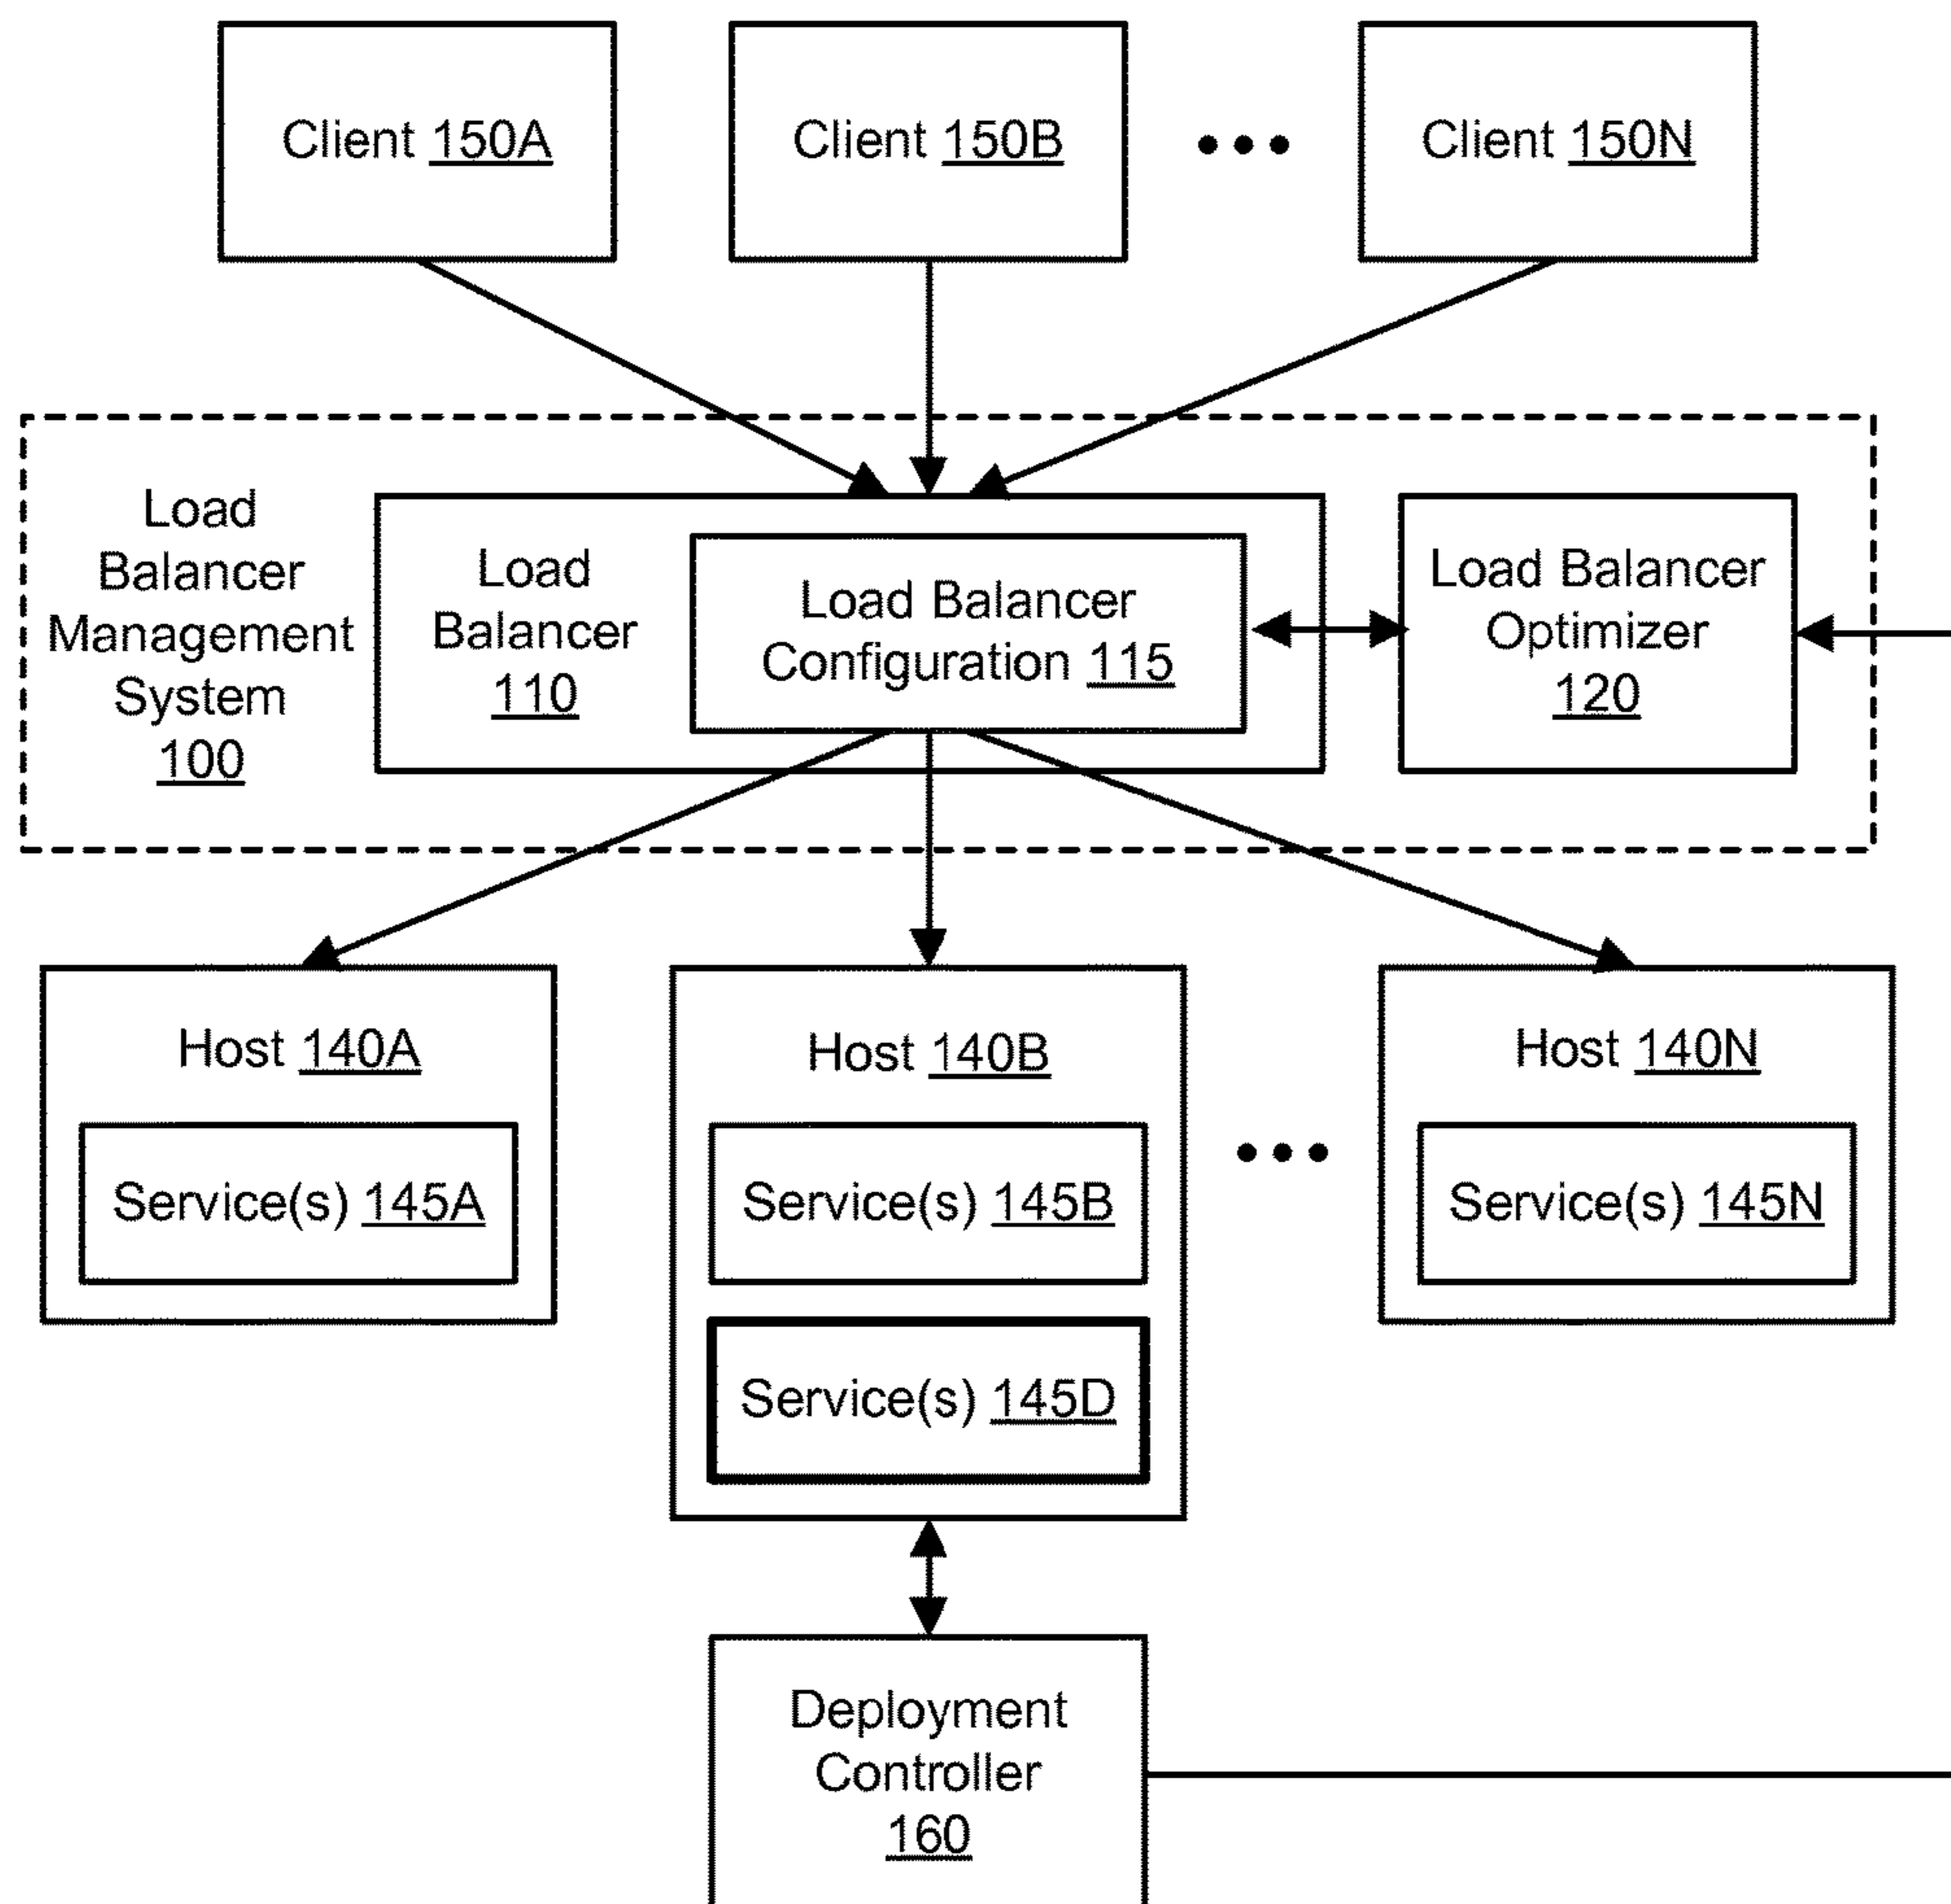 Client 150A
Client 150B
Client 150N
Load
Balancer
Management
System
100
Load
Balancer
110
Load Balancer
Configuration 115
Load Balancer
Optimizer
120
Host 140A
Service(s) 145A
Host 140B
Service(s) 145B
Service(s) 145D
Host 140N
Service(s) 145N
Deployment
Controller
160